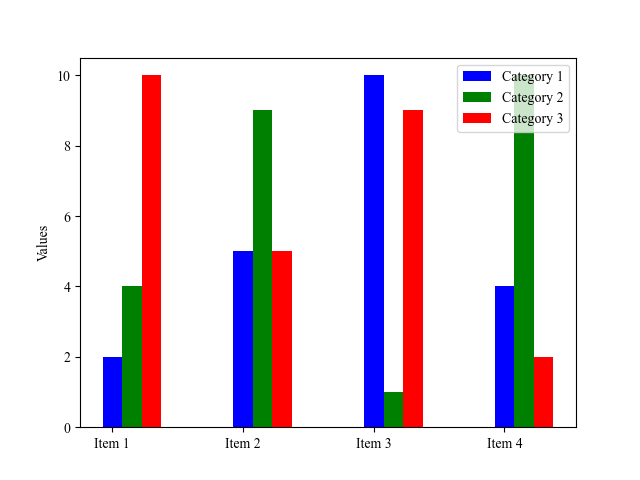 10
8
6
4
2
0
Values
Item 1
Item 2
Item 3
Item 4
Category 1
Category 2
Category 3